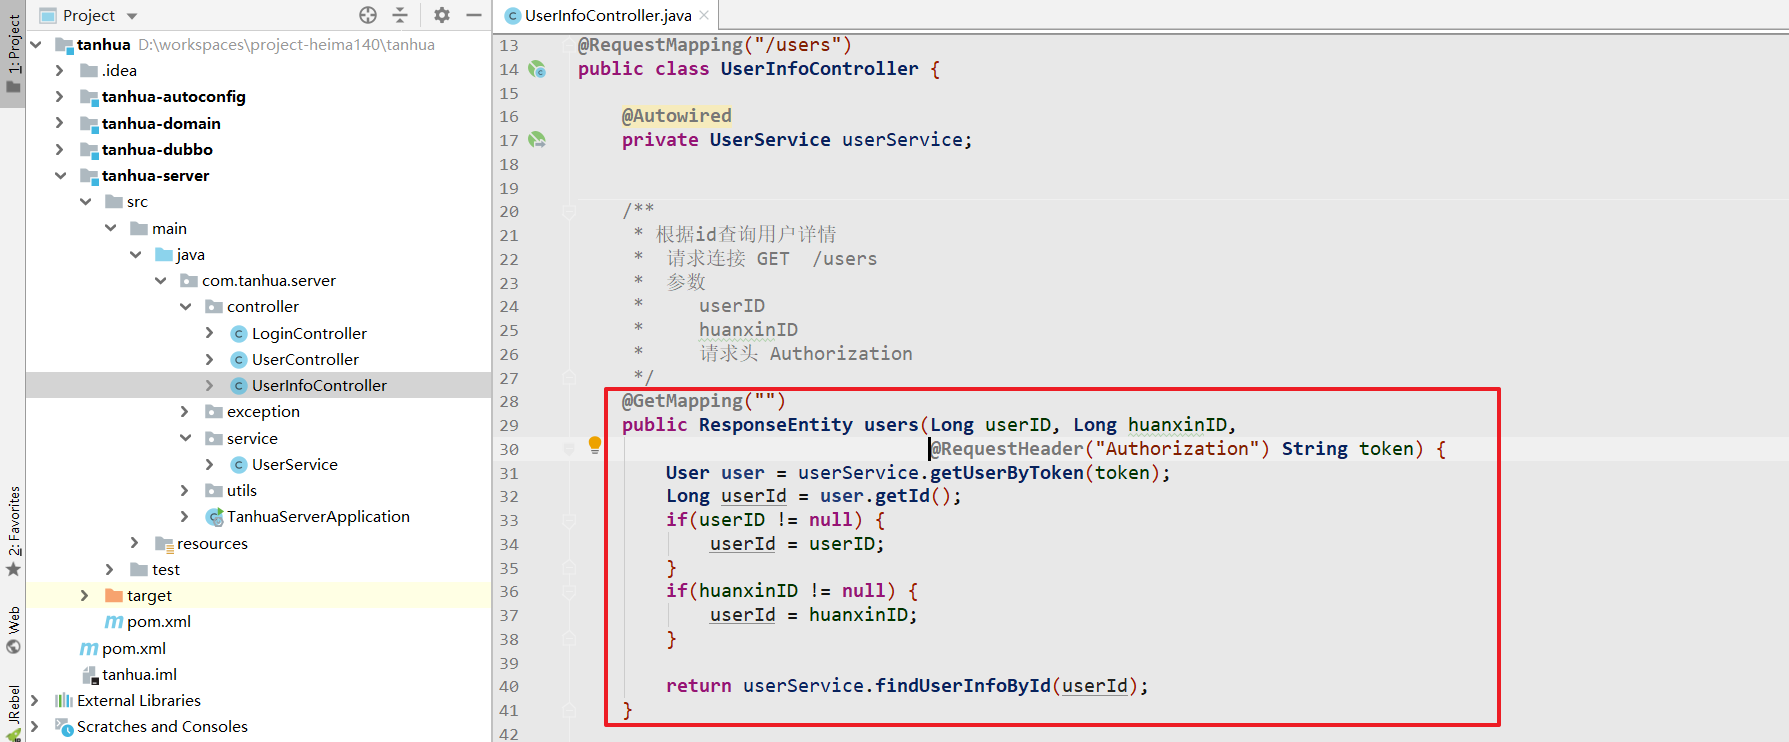 1: Project
2: Favorites
Web
JRebel
Project
tanhua D:\workspaces\project-heima140\tanhua
.idea
tanhua-autoconfig
tanhua-domain
tanhua-dubbo
tanhua-server
src
main
java
com.tanhua.server
controller
LoginController
UserController
UserInfoController
exception
service
UserService
utils
TanhuaServerApplication
resources
test
target
pom.xml
pom.xml
tanhua.iml
External Libraries
Scratches and Consoles
UserInfoController.java
13 @RequestMapping("/users")
14 public class UserInfoController {
15
16 @Autowired
17 private UserService userService;
18
19
20 /**
21 * 根据id查询用户详情
22 * 请求连接 GET /users
23 * 参数
24 * userID
25 * huanxinID
26 * 请求头 Authorization
27 */
28 @GetMapping("")
29 public ResponseEntity users(Long userID, Long huanxinID,
30 @RequestHeader("Authorization") String token) {
31 User user = userService.getUserByToken(token);
32 Long userId = user.getId();
33 if(userID != null) {
34 userId = userID;
35 }
36 if(huanxinID != null) {
37 userId = huanxinID;
38 }
39
40 return userService.findUserInfoById(userId);
41 }
42